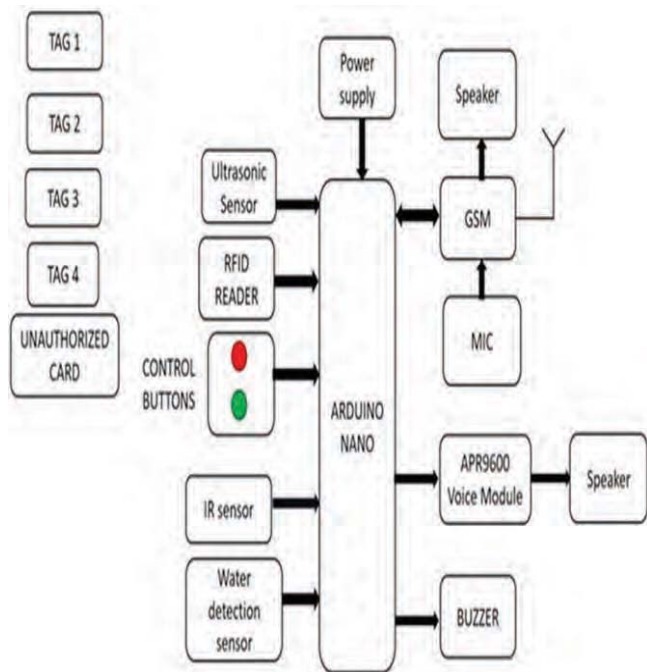 TAG 1
TAG 2
TAG 3
TAG 4
UNAUTHORIZED
CARD
Power
supply
Ultrasonic
Sensor
RFID
READER
CONTROL
BUTTONS
IR sensor
Water
detection
sensor
ARDUINO
NANO
Speaker
GSM
MIC
APR9600
Voice Module
Speaker
BUZZER